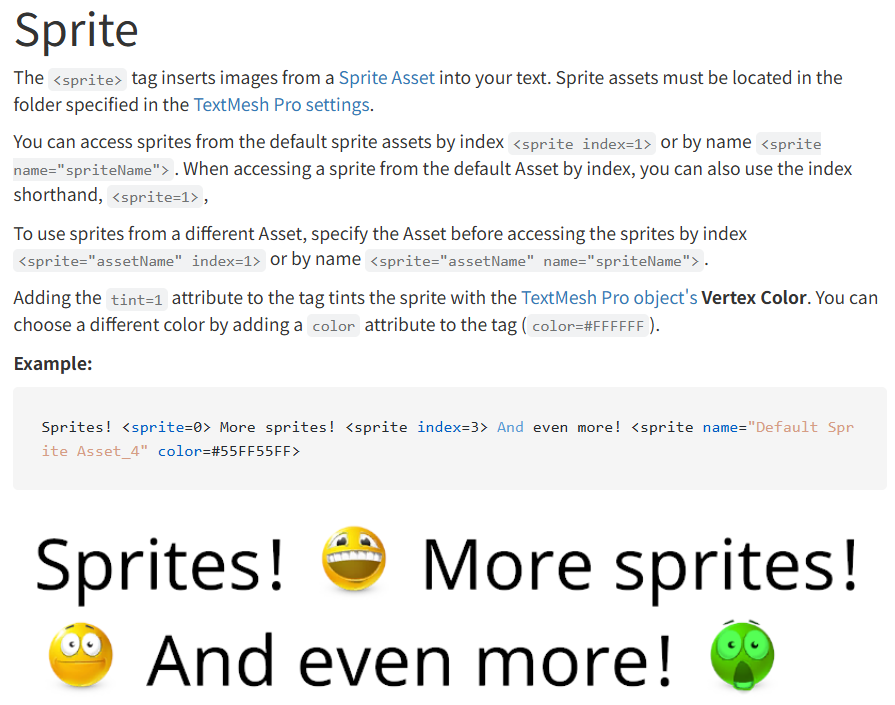 Sprite
The <sprite> tag inserts images from a Sprite Asset into your text. Sprite assets must be located in the
folder specified in the TextMesh Pro settings.
You can access sprites from the default sprite assets by index <sprite index=1> or by name <sprite
name="spriteName">. When accessing a sprite from the default Asset by index, you can also use the index
shorthand, <sprite=1>,
To use sprites from a different Asset, specify the Asset before accessing the sprites by index
<sprite="assetName" index=1> or by name <sprite="assetName" name="spriteName">.
Adding the tint=1 attribute to the tag tints the sprite with the TextMesh Pro object's Vertex Color. You can
choose a different color by adding a color attribute to the tag (color=#FFFFFF).
Example:
Sprites! <sprite=0> More sprites! <sprite index=3> And even more! <sprite name="Default Spr
ite Asset_4" color=#55FF55FF>
Sprites! More sprites!
And even more!